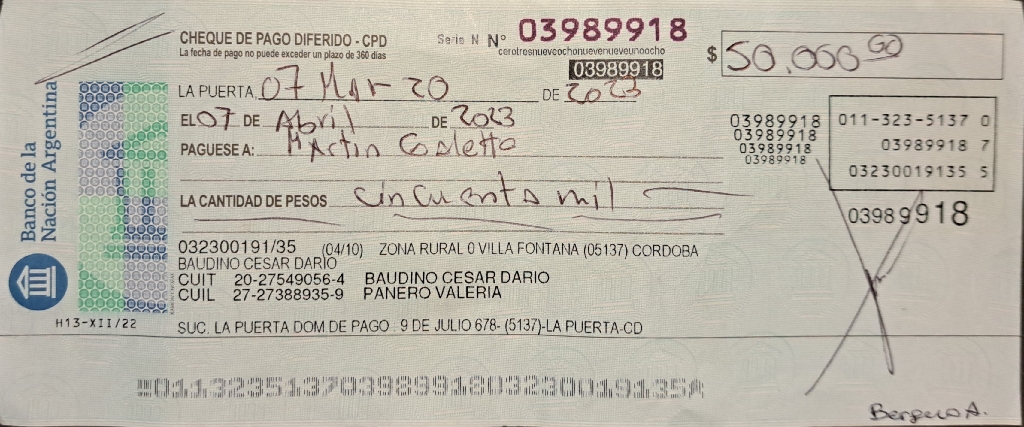 CHEQUE DE PAGO DIFERIDO - CPD
La fecha de pago no puede exceder un plazo de 360 días
Serie N Nº 03989918
cerotresnueveochonuevenueveunoocho
03989918
$ 50.000 00
LA PUERTA, 07 Mar 20 DE 2023
EL 07 DE Abril DE 2023
PAGUESE A: Martin Coletto
LA CANTIDAD DE PESOS cincuenta mil
03989918
03989918
03989918
03989918
011-323-5137 0
03989918 7
03230019135 5
03989918
Banco de la
Nación Argentina
032300191/35 (04/10) ZONA RURAL 0 VILLA FONTANA (05137) CORDOBA
BAUDINO CESAR DARIO
CUIT 20-27549056-4 BAUDINO CESAR DARIO
CUIL 27-27388935-9 PANERO VALERIA
H13-XII/22
SUC. LA PUERTA DOM.DE PAGO : 9 DE JULIO 678- (5137)-LA PUERTA-CD
01132351370398991803230019135